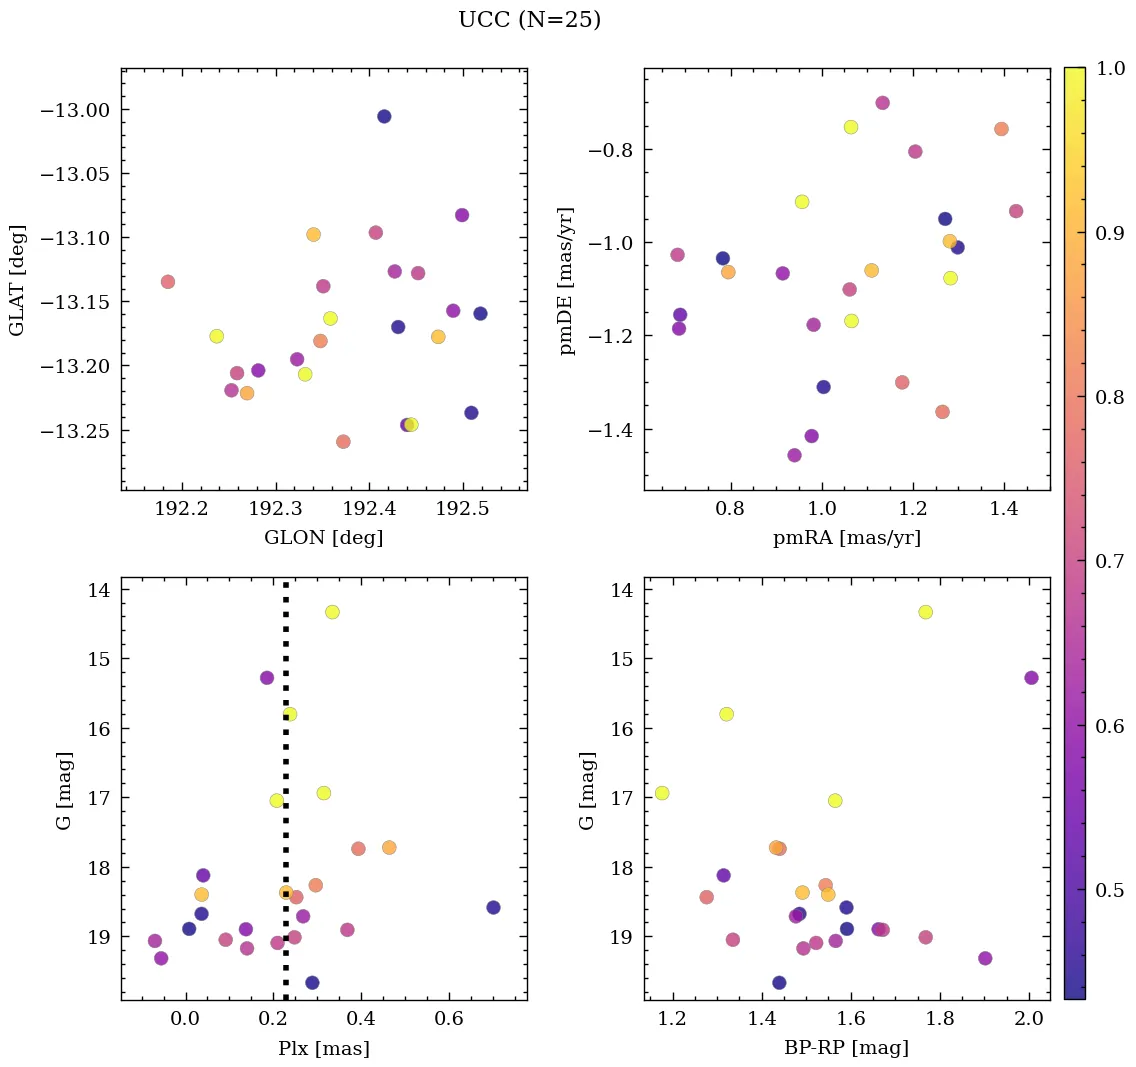 UCC (N=25)
−13.00
−13.05
−13.10
−13.15
−13.20
−13.25
GLAT [deg]
192.2 192.3 192.4 192.5
GLON [deg]
−0.8
−1.0
−1.2
−1.4
pmDE [mas/yr]
0.8 1.0 1.2 1.4
pmRA [mas/yr]
14
15
16
17
18
19
G [mag]
0.0 0.2 0.4 0.6
Plx [mas]
14
15
16
17
18
19
G [mag]
1.2 1.4 1.6 1.8 2.0
BP-RP [mag]
1.0
0.9
0.8
0.7
0.6
0.5